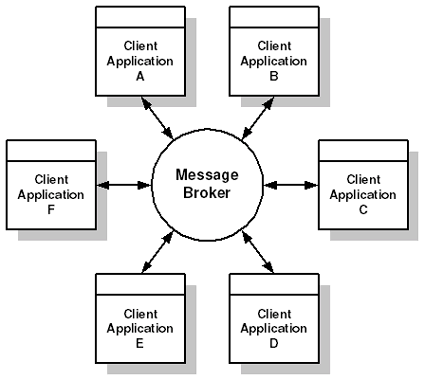 Client
Application
A
Client
Application
B
Client
Application
F
Message
Broker
Client
Application
C
Client
Application
E
Client
Application
D